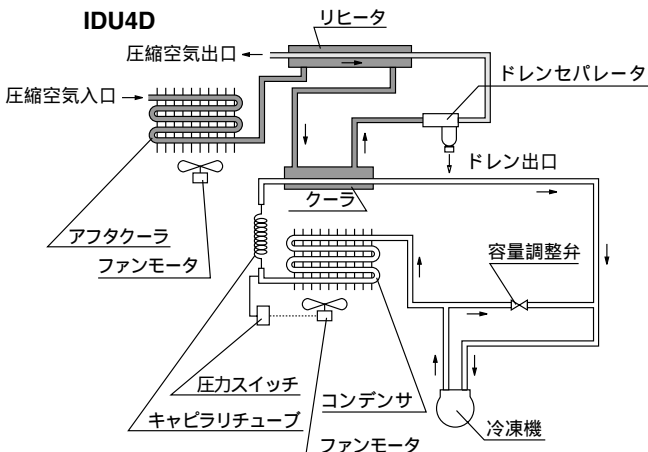 IDU4D
リヒータ
圧縮空気出口
ドレンセパレータ
圧縮空気入口
ドレン出口
クーラ
アフタクーラ
ファンモータ
容量調整弁
圧力スイッチ
コンデンサ
キャピラリチューブ
冷凍機
ファンモータ